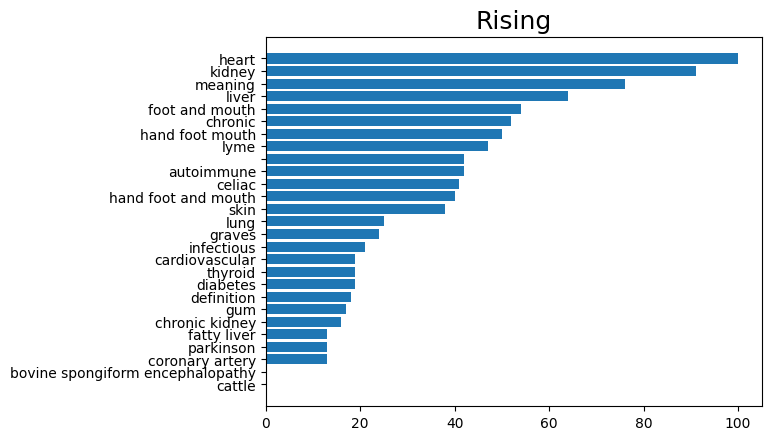 Rising
heart
kidney
meaning
liver
foot and mouth
chronic
hand foot mouth
lyme
autoimmune
celiac
hand foot and mouth
skin
lung
graves
infectious
cardiovascular
thyroid
diabetes
definition
gum
chronic kidney
fatty liver
parkinson
coronary artery
bovine spongiform encephalopathy
cattle
0 20 40 60 80 100